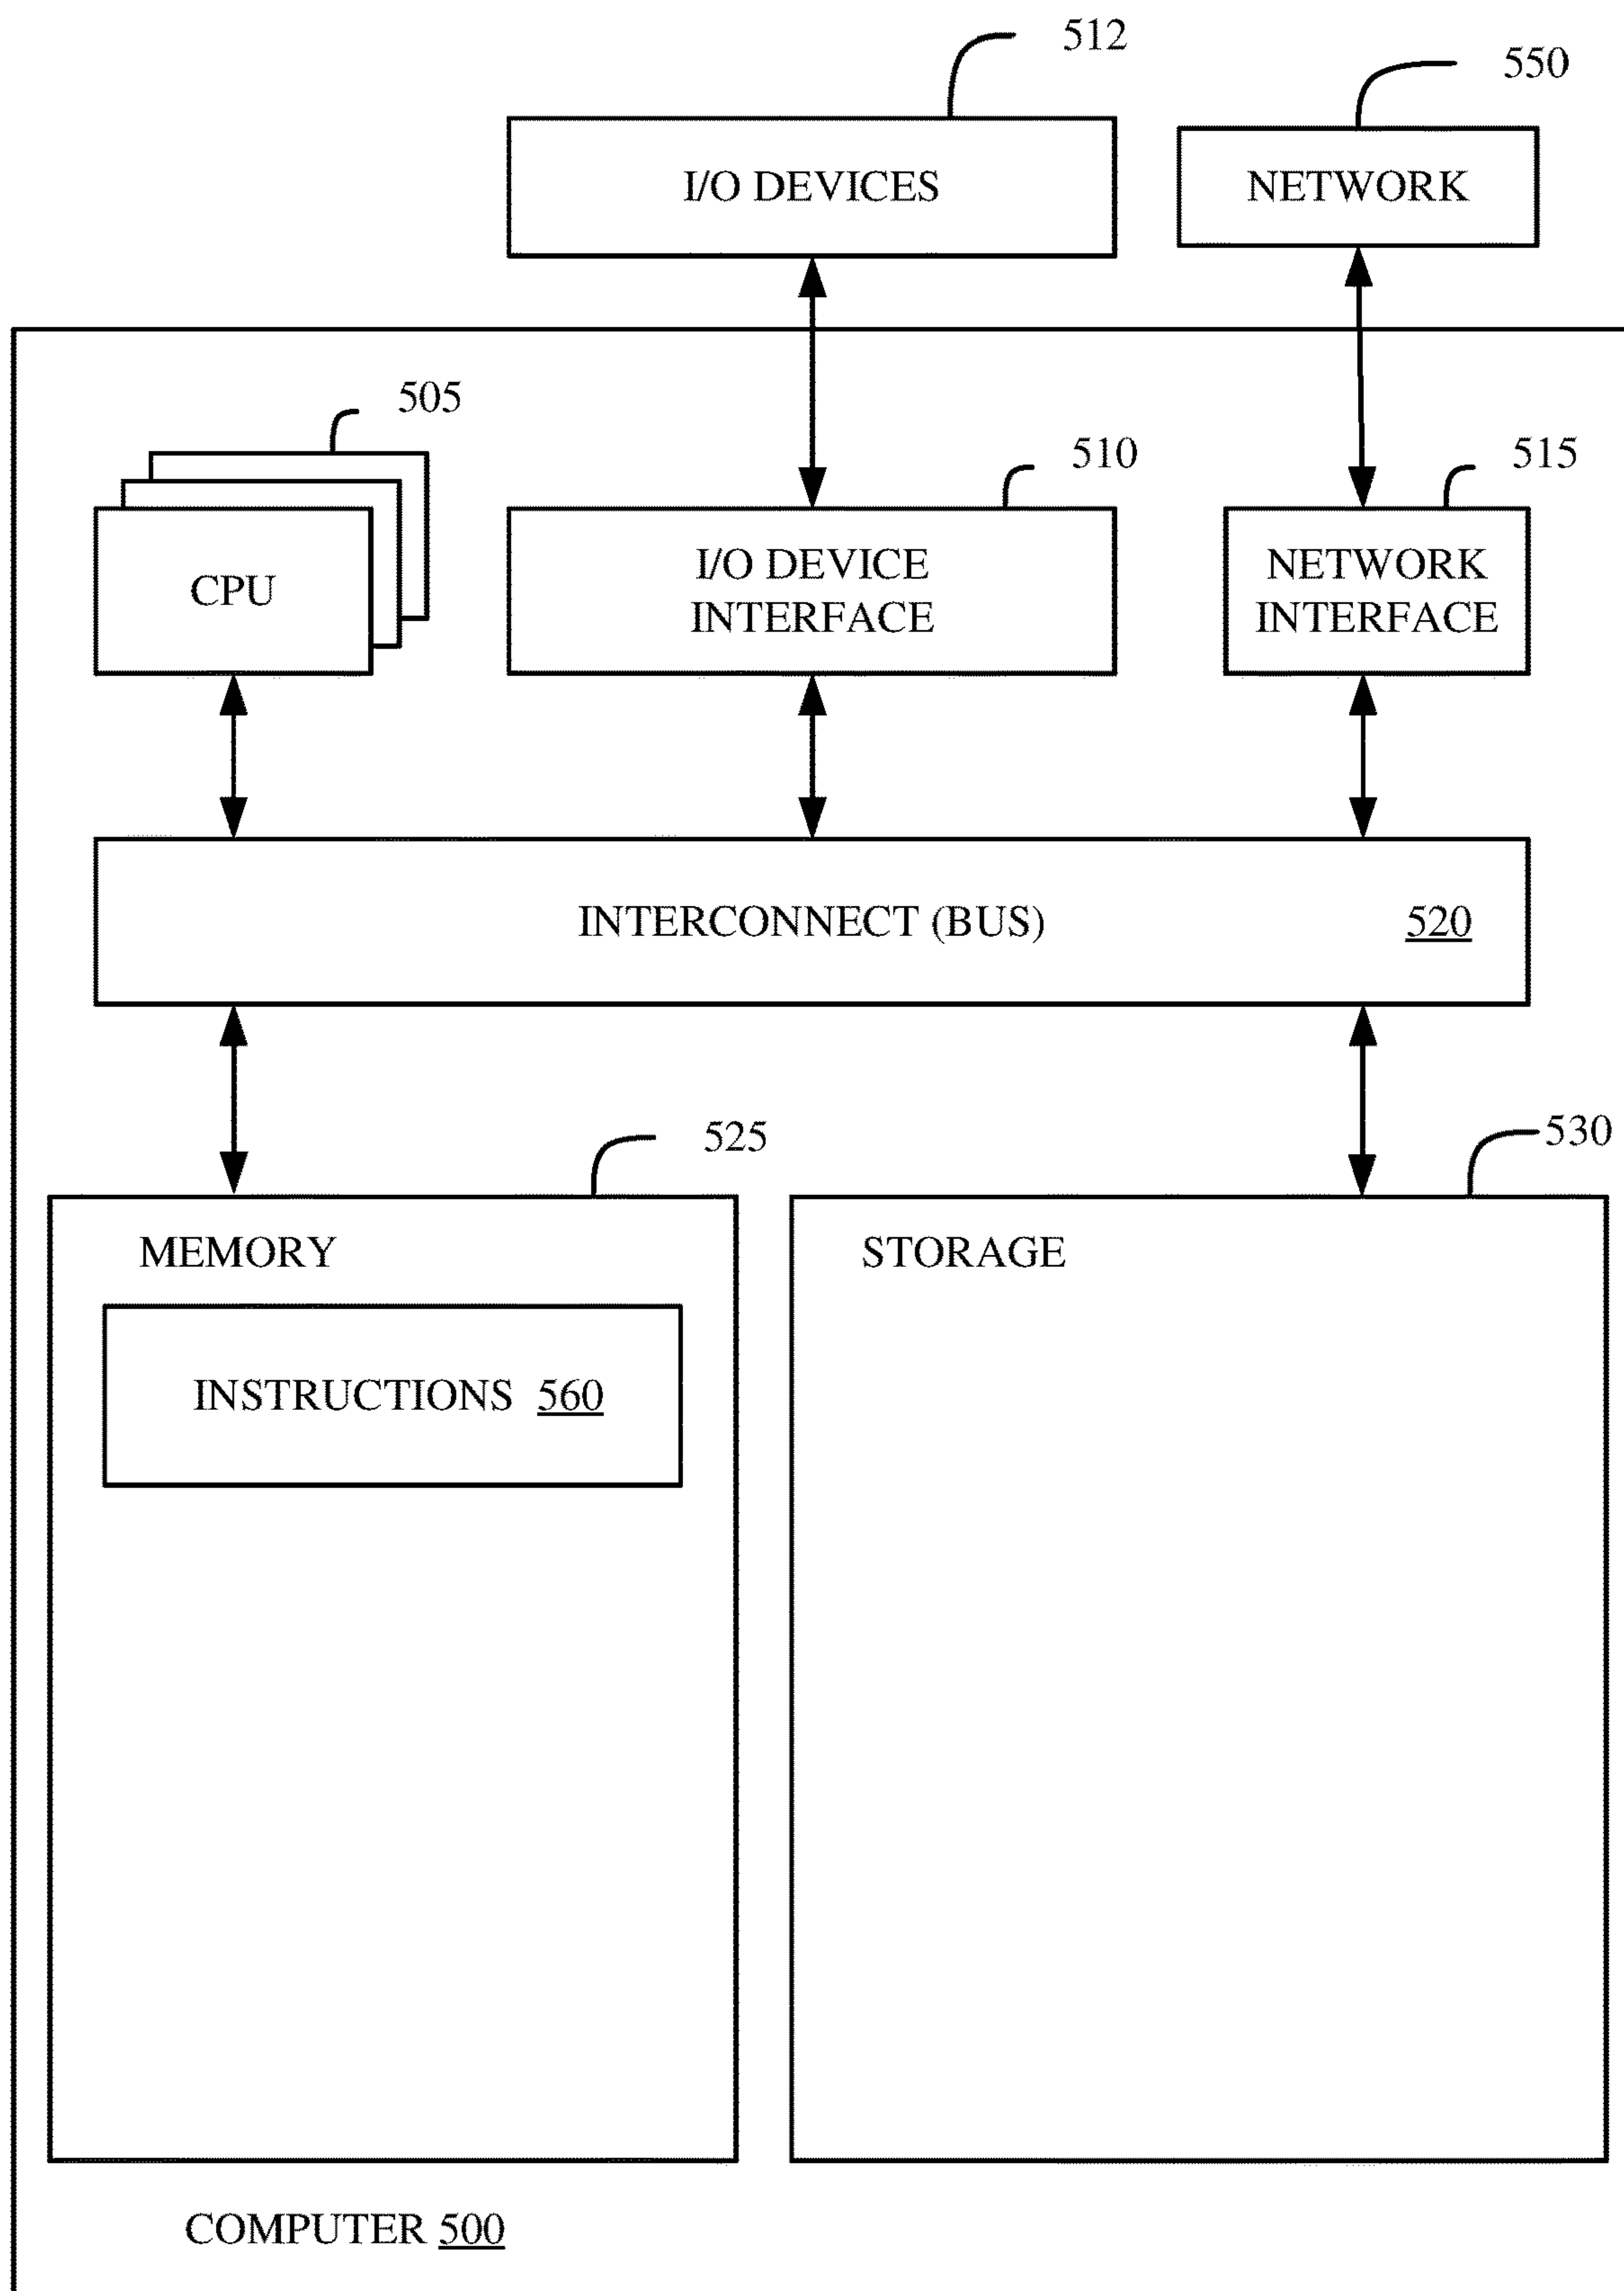 512
550
I/O DEVICES
NETWORK
505
510
515
CPU
I/O DEVICE
INTERFACE
NETWORK
INTERFACE
INTERCONNECT (BUS) 520
525
530
MEMORY
STORAGE
INSTRUCTIONS 560
COMPUTER 500